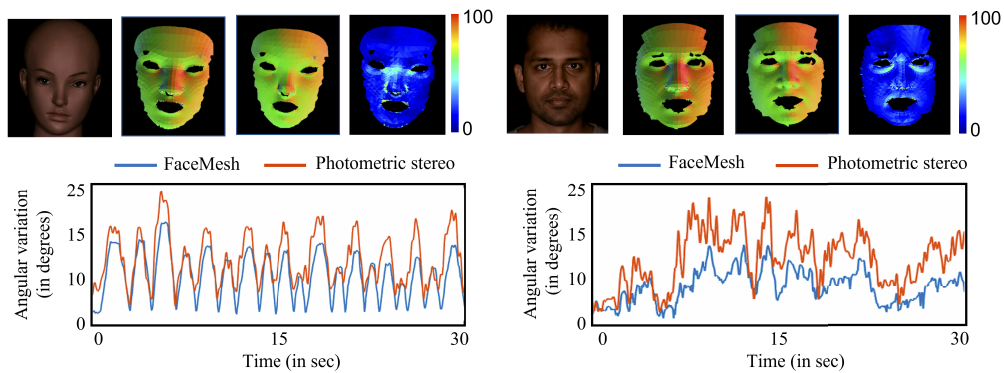 100
0
100
0
FaceMesh Photometric stereo
FaceMesh Photometric stereo
Angular variation
(in degrees)
25
15
10
0
0 15 30
Time (in sec)
Angular variation
(in degrees)
25
15
10
0
0 15 30
Time (in sec)